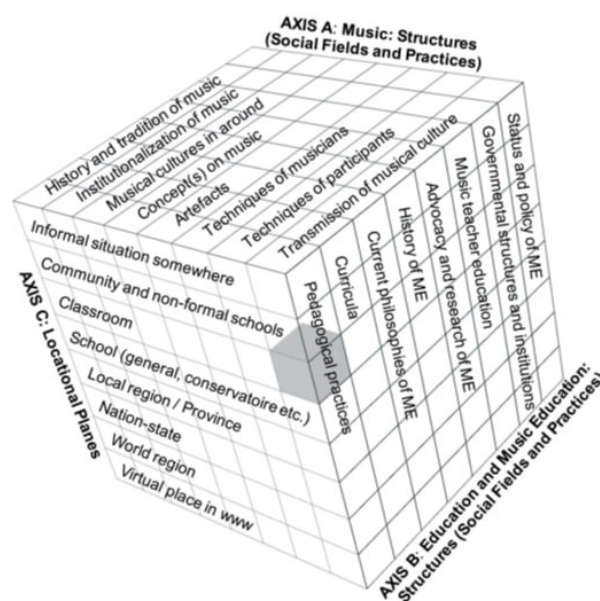 AXIS A: Music: Structures
(Social Fields and Practices)
History and tradition of music
Institutionalization of music
Musical cultures in around
Concept(s) on music
Artefacts
Techniques of musicians
Techniques of participants
Transmission of musical culture
AXIS C: Locational Planes
Informal situation somewhere
Community and non-formal schools
Classroom
School (general, conservatoire etc.)
Local region / Province
Nation-state
World region
Virtual place in www
Pedagogical practices
Curricula
Current philosophies of ME
History of ME
Advocacy and research of ME
Music teacher education
Governmental structures and institutions
Status and policy of ME
AXIS B: Education and Music Education:
Structures (Social Fields and Practices)